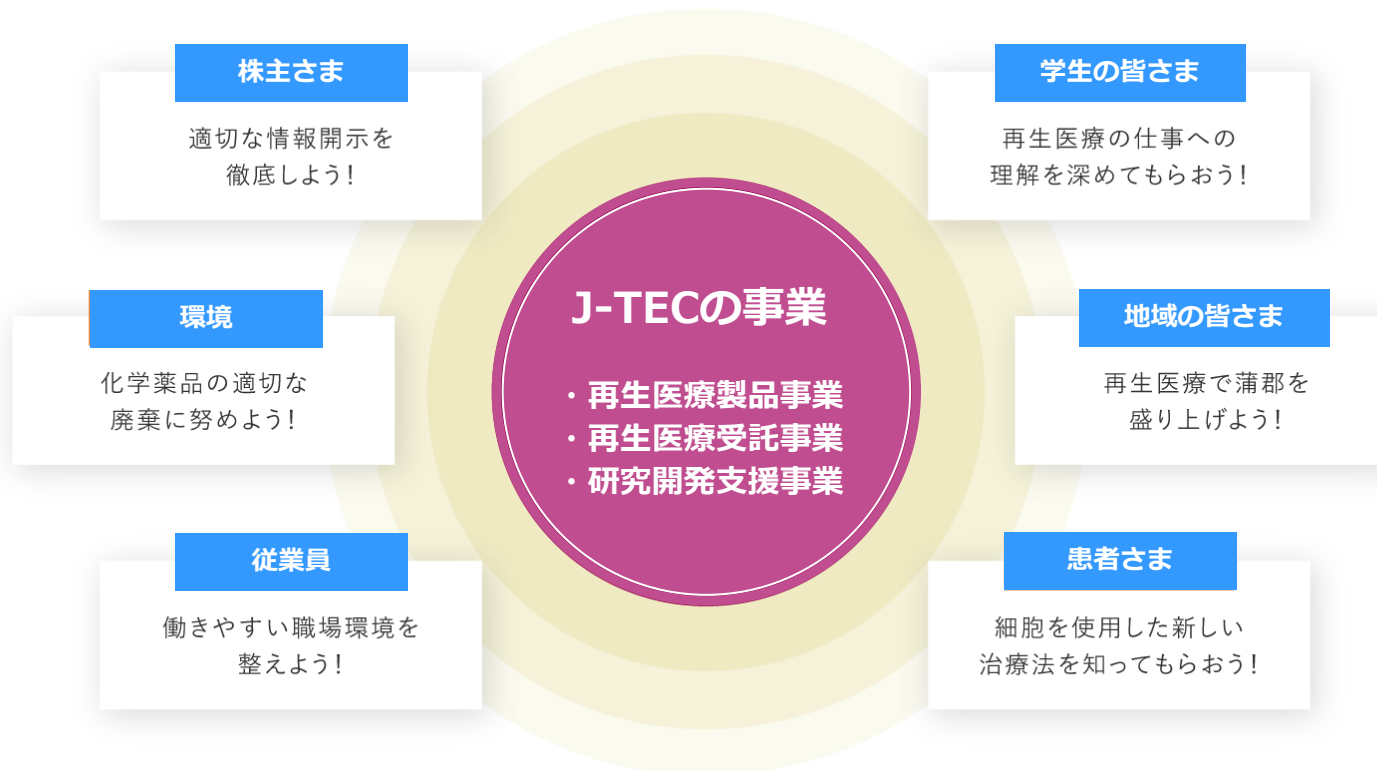 株主さま
適切な情報開示を
徹底しよう！
学生の皆さま
再生医療の仕事への
理解を深めてもらおう！
環境
化学薬品の適切な
廃棄に努めよう！
J-TECの事業
・再生医療製品事業
・再生医療受託事業
・研究開発支援事業
地域の皆さま
再生医療で蒲郡を
盛り上げよう！
従業員
働きやすい職場環境を
整えよう！
患者さま
細胞を使用した新しい
治療法を知ってもらおう！